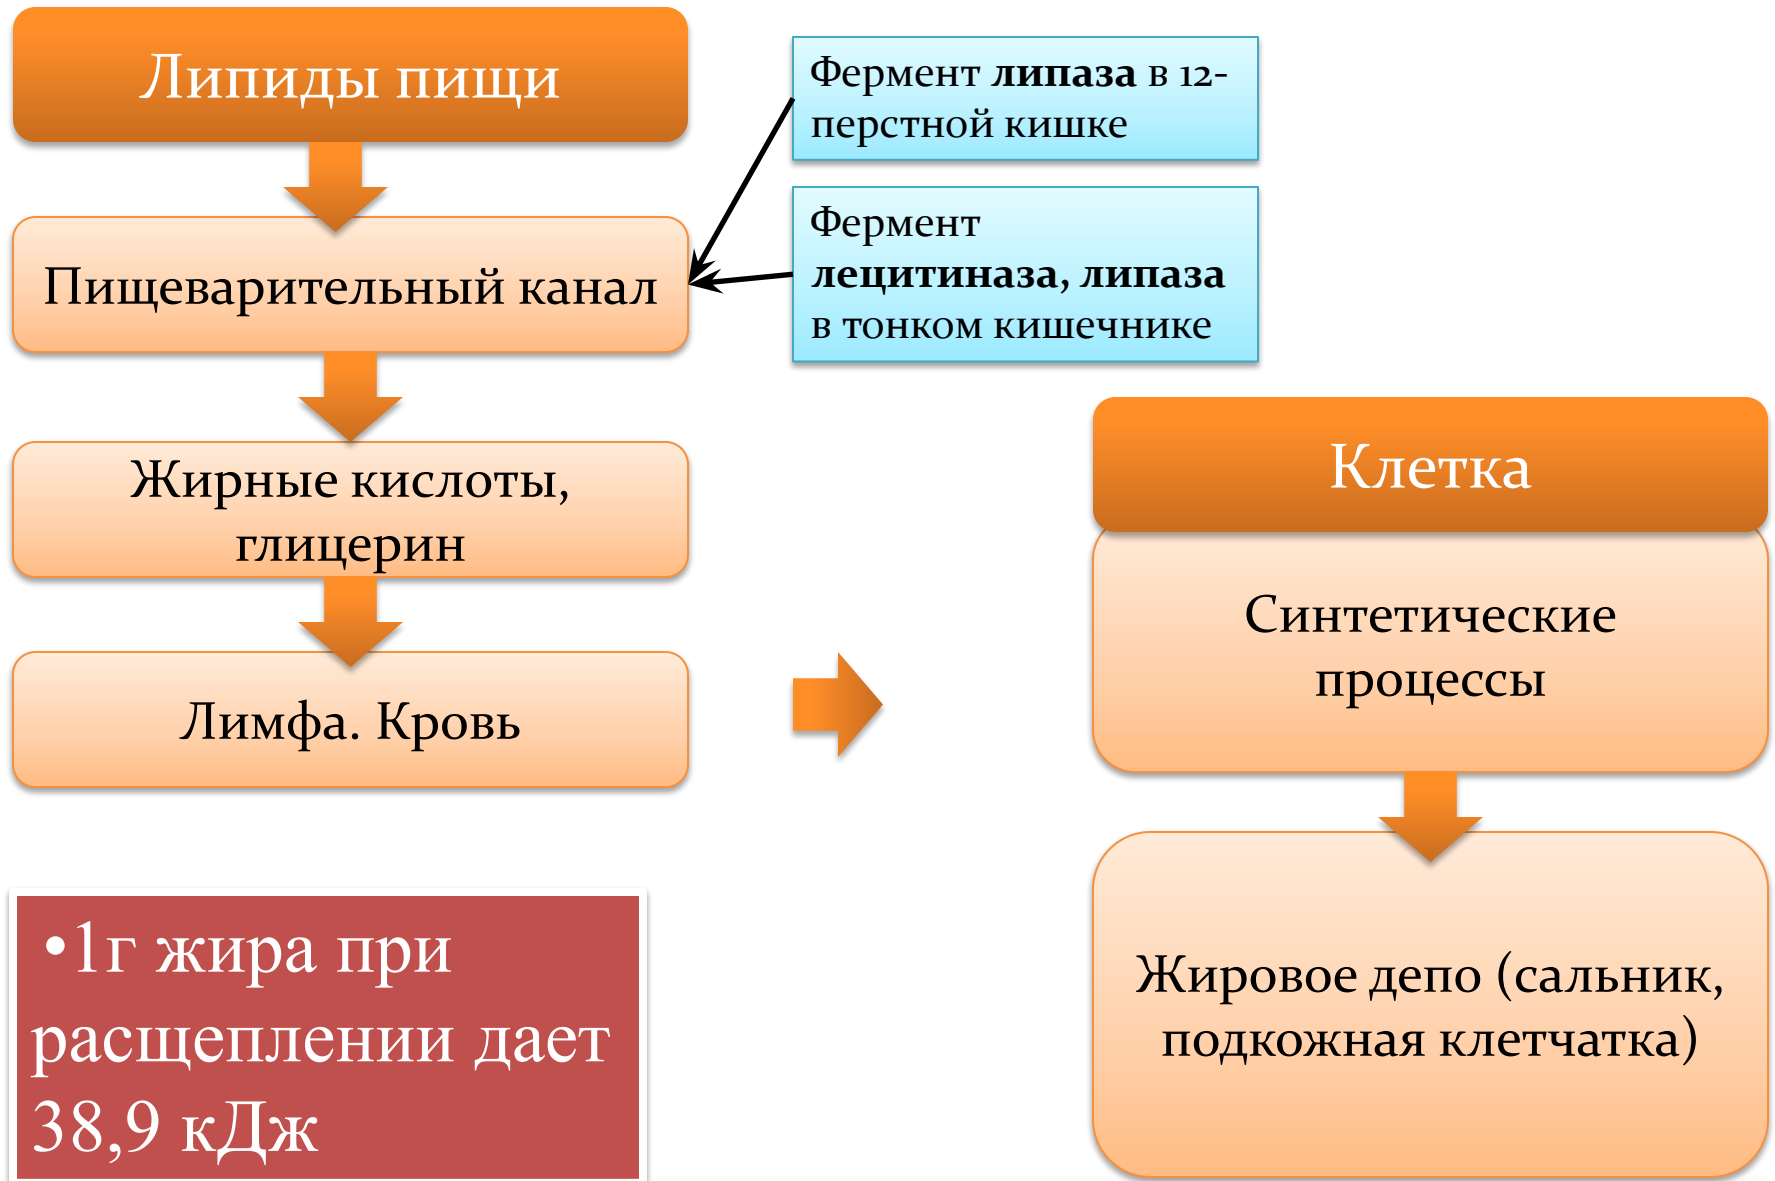 Липиды пищи
Фермент липаза в 12-
перстной кишке
Фермент
лецитиназа, липаза
в тонком кишечнике
Пищеварительный канал
Жирные кислоты,
глицерин
Лимфа. Кровь
Клетка
Синтетические
процессы
Жировое депо (сальник,
подкожная клетчатка)
•1г жира при
расщеплении дает
38,9 кДж